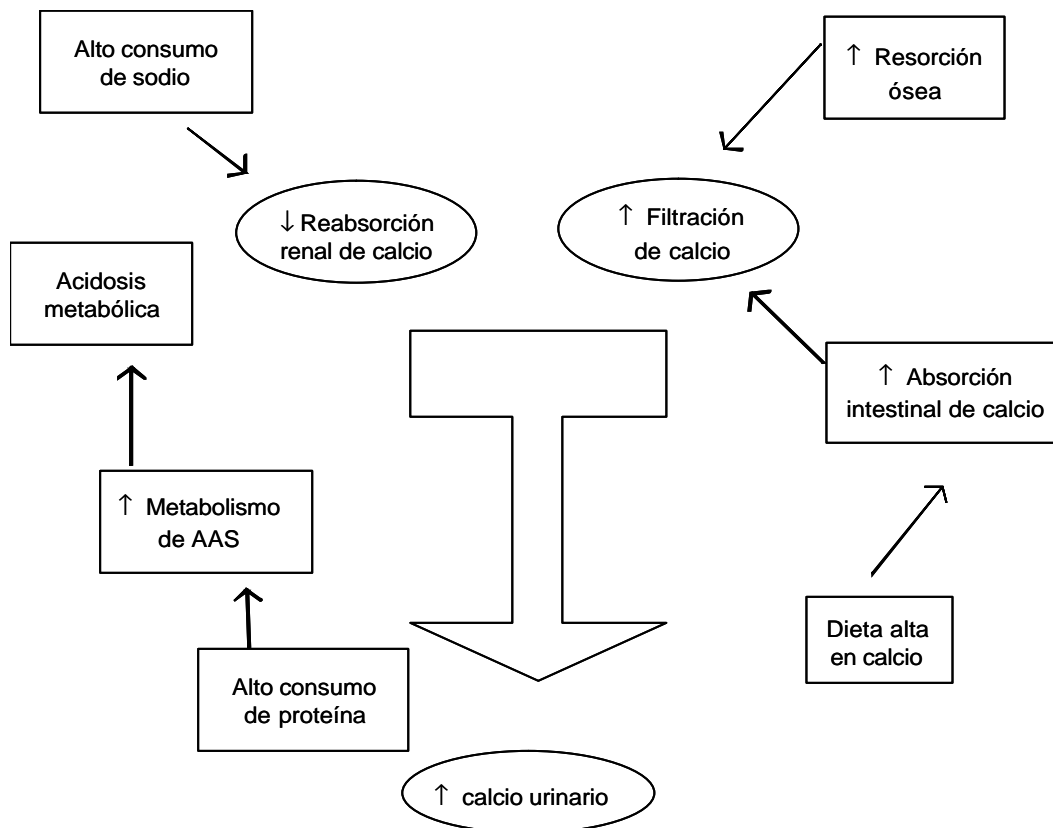 Alto consumo
de sodio
↑ Resorción
ósea
↓ Reabsorción
renal de calcio
↑ Filtración
de calcio
Acidosis
metabólica
↑ Absorción
intestinal de calcio
↑ Metabolismo
de AAS
Dieta alta
en calcio
Alto consumo
de proteína
↑ calcio urinario